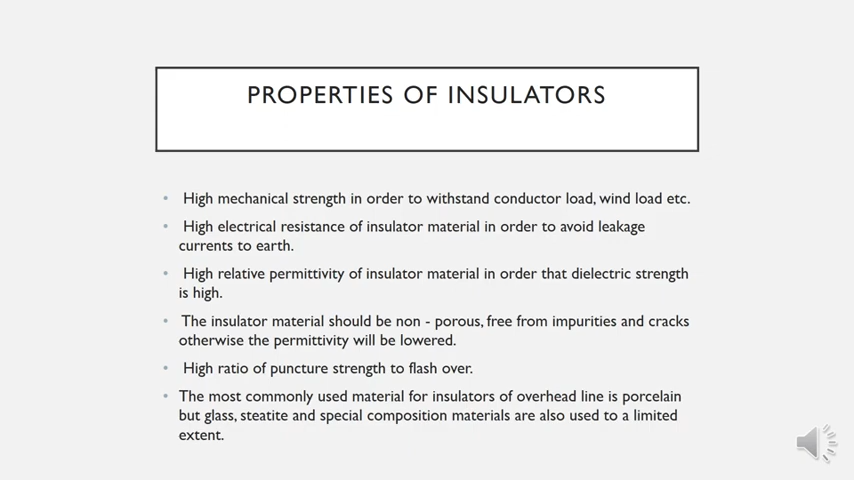 PROPERTIES OF INSULATORS
• High mechanical strength in order to withstand conductor load, wind load etc.
• High electrical resistance of insulator material in order to avoid leakage
currents to earth.
• High relative permittivity of insulator material in order that dielectric strength
is high.
• The insulator material should be non - porous, free from impurities and cracks
otherwise the permittivity will be lowered.
• High ratio of puncture strength to flash over.
• The most commonly used material for insulators of overhead line is porcelain
but glass, steatite and special composition materials are also used to a limited
extent.